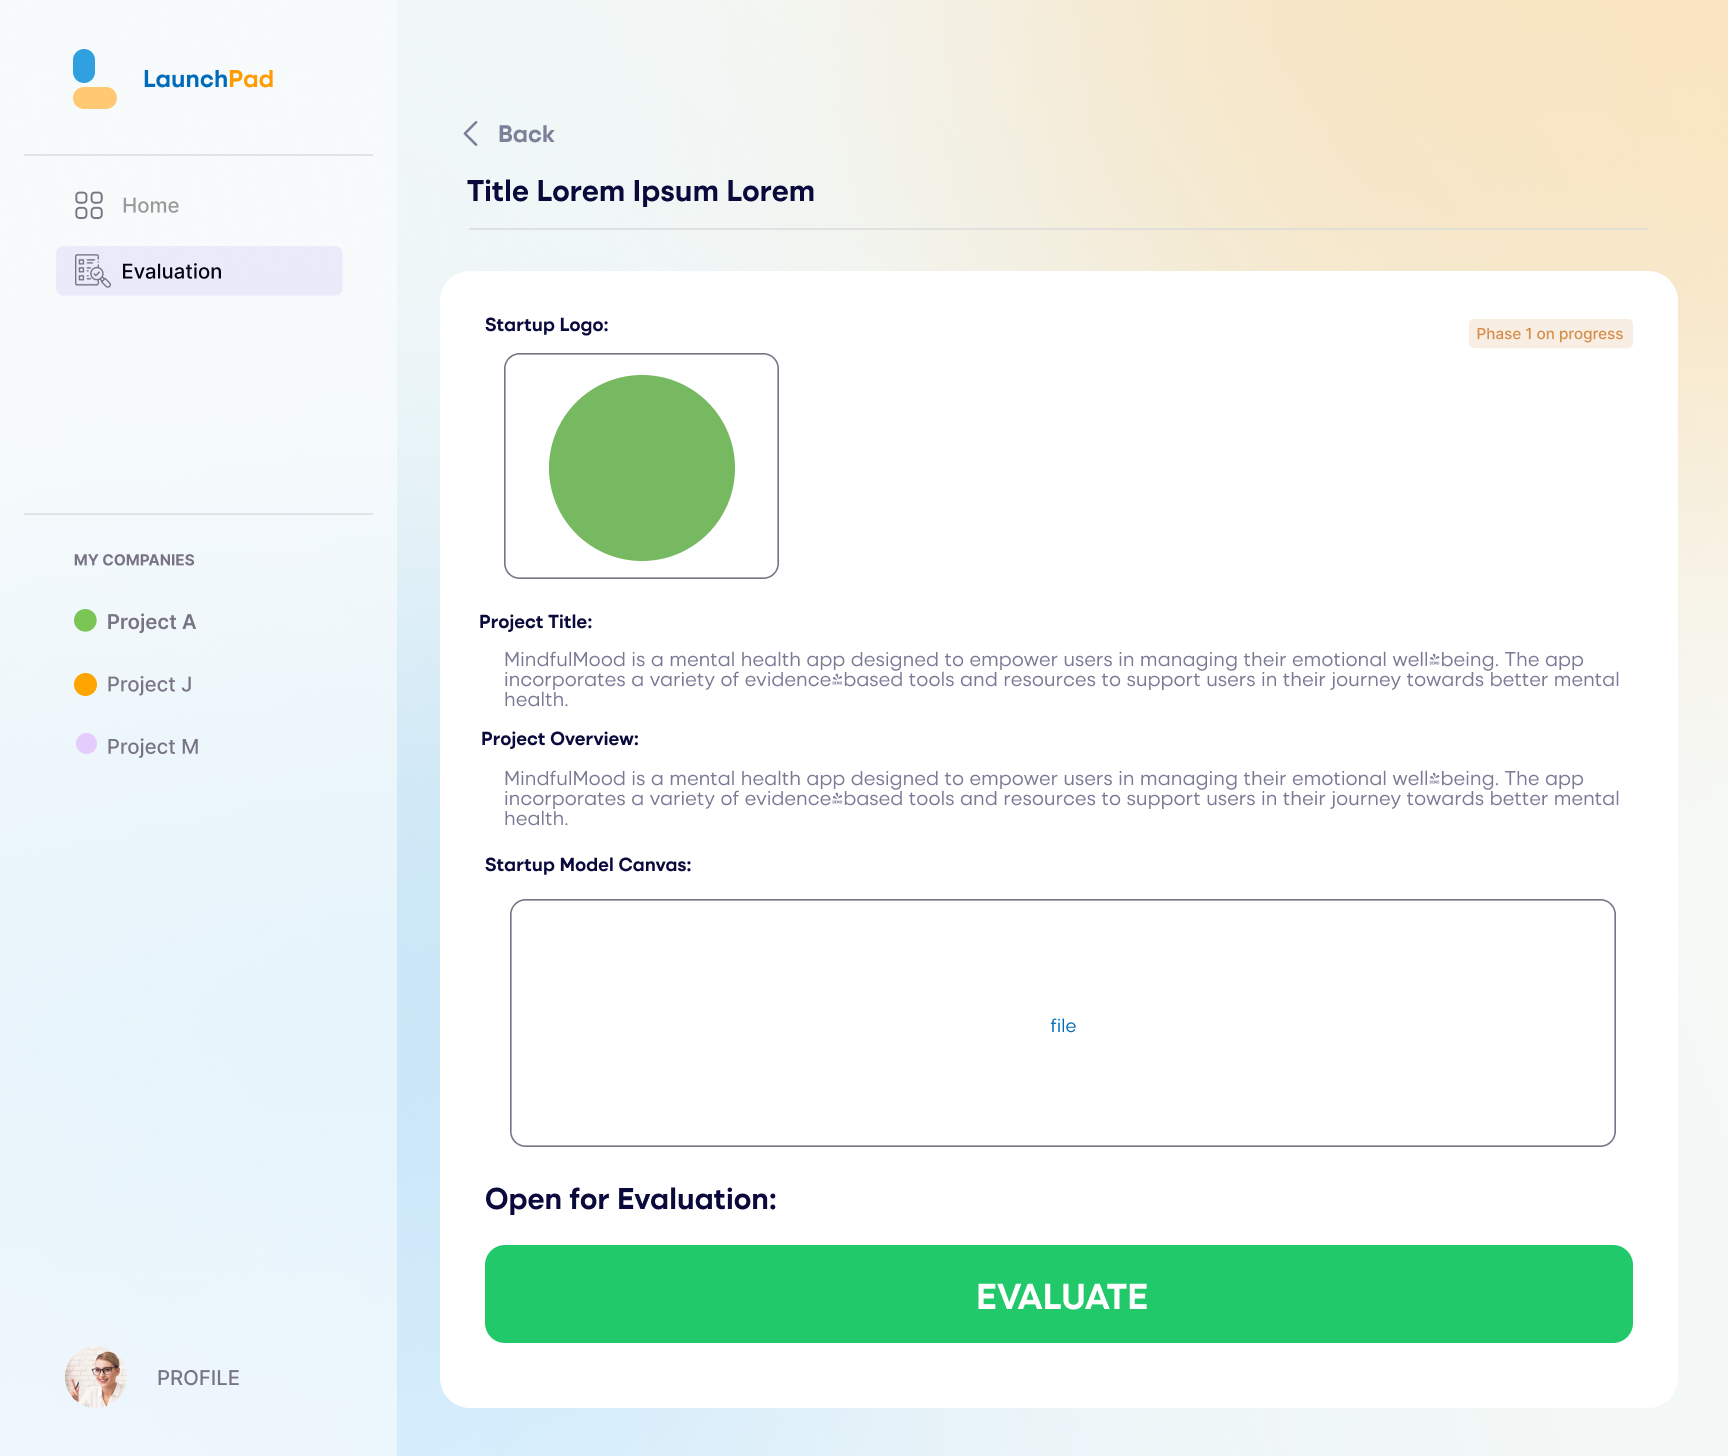 LaunchPad
Home
Evaluation
MY COMPANIES
Project A
Project J
Project M
PROFILE
Back
Title Lorem Ipsum Lorem
Startup Logo:
Phase 1 on progress
Project Title:
MindfulMood is a mental health app designed to empower users in managing their emotional well being. The app
incorporates a variety of evidence based tools and resources to support users in their journey towards better mental
health.
Project Overview:
MindfulMood is a mental health app designed to empower users in managing their emotional well being. The app
incorporates a variety of evidence based tools and resources to support users in their journey towards better mental
health.
Startup Model Canvas:
file
Open for Evaluation:
EVALUATE